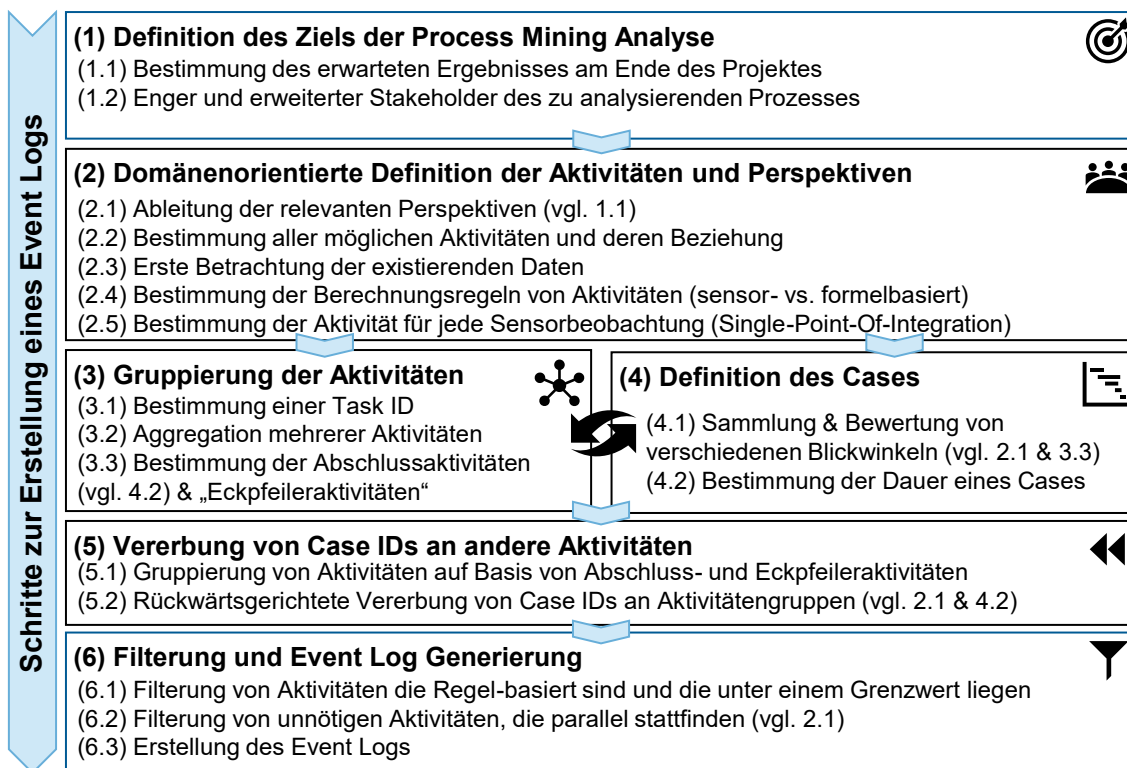 Schritte zur Erstellung eines Event Logs
(1) Definition des Ziels der Process Mining Analyse
(1.1) Bestimmung des erwarteten Ergebnisses am Ende des Projektes
(1.2) Enger und erweiterter Stakeholder des zu analysierenden Prozesses
(2) Domänenorientierte Definition der Aktivitäten und Perspektiven
(2.1) Ableitung der relevanten Perspektiven (vgl. 1.1)
(2.2) Bestimmung aller möglichen Aktivitäten und deren Beziehung
(2.3) Erste Betrachtung der existierenden Daten
(2.4) Bestimmung der Berechnungsregeln von Aktivitäten (sensor- vs. formelbasiert)
(2.5) Bestimmung der Aktivität für jede Sensorbeobachtung (Single-Point-Of-Integration)
(3) Gruppierung der Aktivitäten
(3.1) Bestimmung einer Task ID
(3.2) Aggregation mehrerer Aktivitäten
(3.3) Bestimmung der Abschlussaktivitäten
(vgl. 4.2) & „Eckpfeileraktivitäten“
(4) Definition des Cases
(4.1) Sammlung & Bewertung von
verschiedenen Blickwinkeln (vgl. 2.1 & 3.3)
(4.2) Bestimmung der Dauer eines Cases
(5) Vererbung von Case IDs an andere Aktivitäten
(5.1) Gruppierung von Aktivitäten auf Basis von Abschluss- und Eckpfeileraktivitäten
(5.2) Rückwärtsgerichtete Vererbung von Case IDs an Aktivitätengruppen (vgl. 2.1 & 4.2)
(6) Filterung und Event Log Generierung
(6.1) Filterung von Aktivitäten die Regel-basiert sind und die unter einem Grenzwert liegen
(6.2) Filterung von unnötigen Aktivitäten, die parallel stattfinden (vgl. 2.1)
(6.3) Erstellung des Event Logs